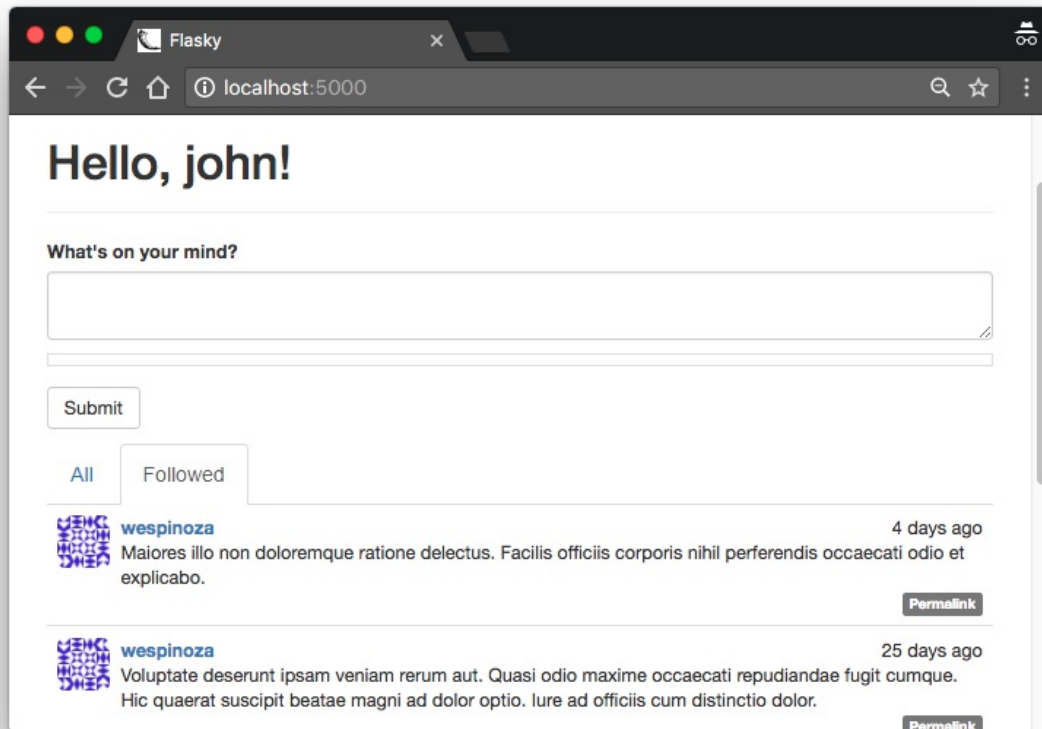 Flasky
localhost:5000
Hello, john!
What's on your mind?
Submit
All Followed
wespinoza 4 days ago
Maiores illo non doloremque ratione delectus. Facilis officiis corporis nihil perferendis occaecati odio et
explicabo.
Permalink
wespinoza 25 days ago
Voluptate deserunt ipsam veniam rerum aut. Quasi odio maxime occaecati repudiandae fugit cumque.
Hic quaerat suscipit beatae magni ad dolor optio. Iure ad officiis cum distinctio dolor.
Permalink